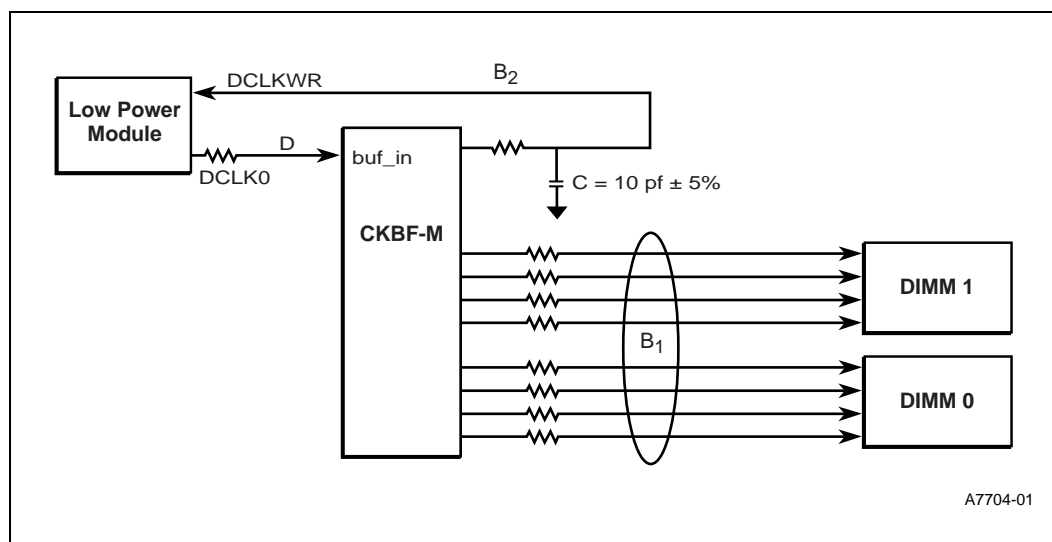 DCLKWR
B2
Low Power
Module
D
DCLK0
buf_in
C = 10 pf ± 5%
CKBF-M
DIMM 1
B1
DIMM 0
A7704-01